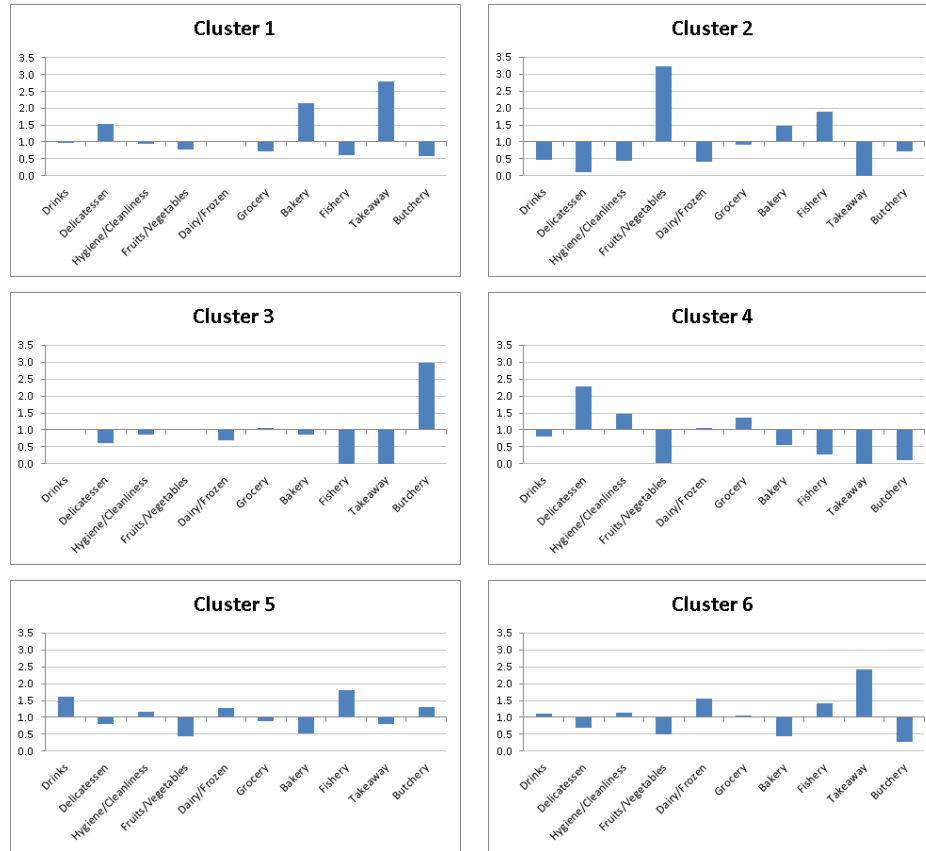 Cluster 1
3.5
3.0
2.5
2.0
1.5
1.0
0.5
0.0
Drinks
Delicatessen
Hygiene/Cleanliness
Fruits/Vegetables
Dairy/Frozen
Grocery
Bakery
Fishery
Takeaway
Butchery
Cluster 2
3.5
3.0
2.5
2.0
1.5
1.0
0.5
0.0
Drinks
Delicatessen
Hygiene/Cleanliness
Fruits/Vegetables
Dairy/Frozen
Grocery
Bakery
Fishery
Takeaway
Butchery
Cluster 3
3.5
3.0
2.5
2.0
1.5
1.0
0.5
0.0
Drinks
Delicatessen
Hygiene/Cleanliness
Fruits/Vegetables
Dairy/Frozen
Grocery
Bakery
Fishery
Takeaway
Butchery
Cluster 4
3.5
3.0
2.5
2.0
1.5
1.0
0.5
0.0
Drinks
Delicatessen
Hygiene/Cleanliness
Fruits/Vegetables
Dairy/Frozen
Grocery
Bakery
Fishery
Takeaway
Butchery
Cluster 5
3.5
3.0
2.5
2.0
1.5
1.0
0.5
0.0
Drinks
Delicatessen
Hygiene/Cleanliness
Fruits/Vegetables
Dairy/Frozen
Grocery
Bakery
Fishery
Takeaway
Butchery
Cluster 6
3.5
3.0
2.5
2.0
1.5
1.0
0.5
0.0
Drinks
Delicatessen
Hygiene/Cleanliness
Fruits/Vegetables
Dairy/Frozen
Grocery
Bakery
Fishery
Takeaway
Butchery